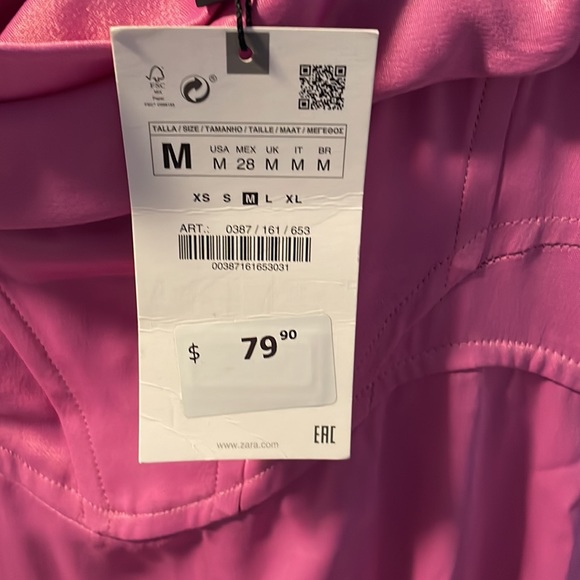 FSC
TALLA / SIZE / TAMANHO / TAILLE / MAAT / ΜΕΓΕΘΟΣ
M
USA MEX UK IT BR
M 28 M M M
XS S M L XL
ART.: 0387 / 161 / 653
00387161653031
$ 79 90
www.zara.com
EAC